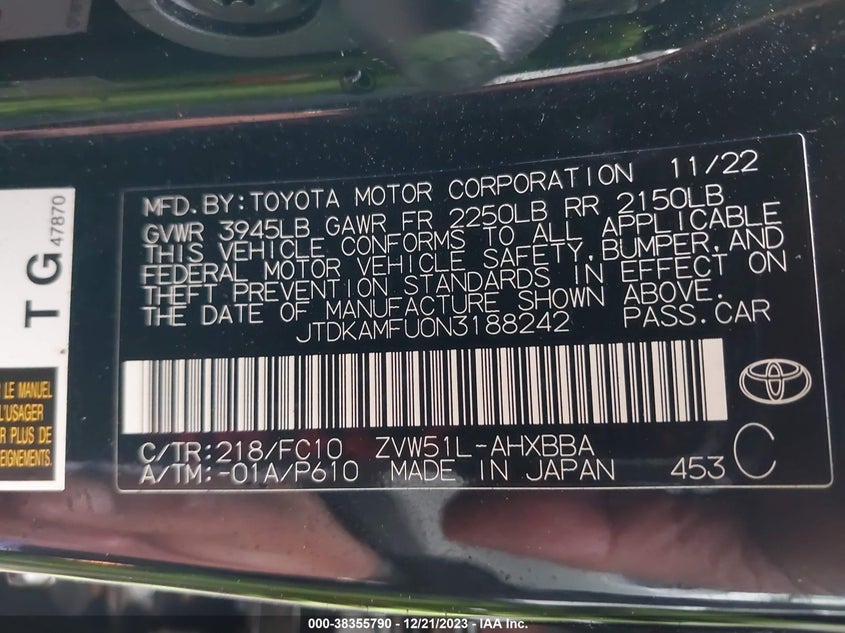 MFD.BY:TOYOTA MOTOR CORPORATION 11/22
GVWR 3945LB GAWR FR 2250LB RR 2150LB
THIS VEHICLE CONFORMS TO ALL APPLICABLE
FEDERAL MOTOR VEHICLE SAFETY,BUMPER,AND
THEFT PREVENTION STANDARDS IN EFFECT ON
THE DATE OF MANUFACTURE SHOWN ABOVE.
JTDKAMFU0N3188242 PASS.CAR
C/TR:218/FC10 ZVW51L-AHXBBA
A/TM:-01A/P610 MADE IN JAPAN 453 C
TG 47870
LE MANUEL
L'USAGER
R PLUS DE
EIGNEMENTS.
000-38355790 - 12/21/2023 - IAA Inc.